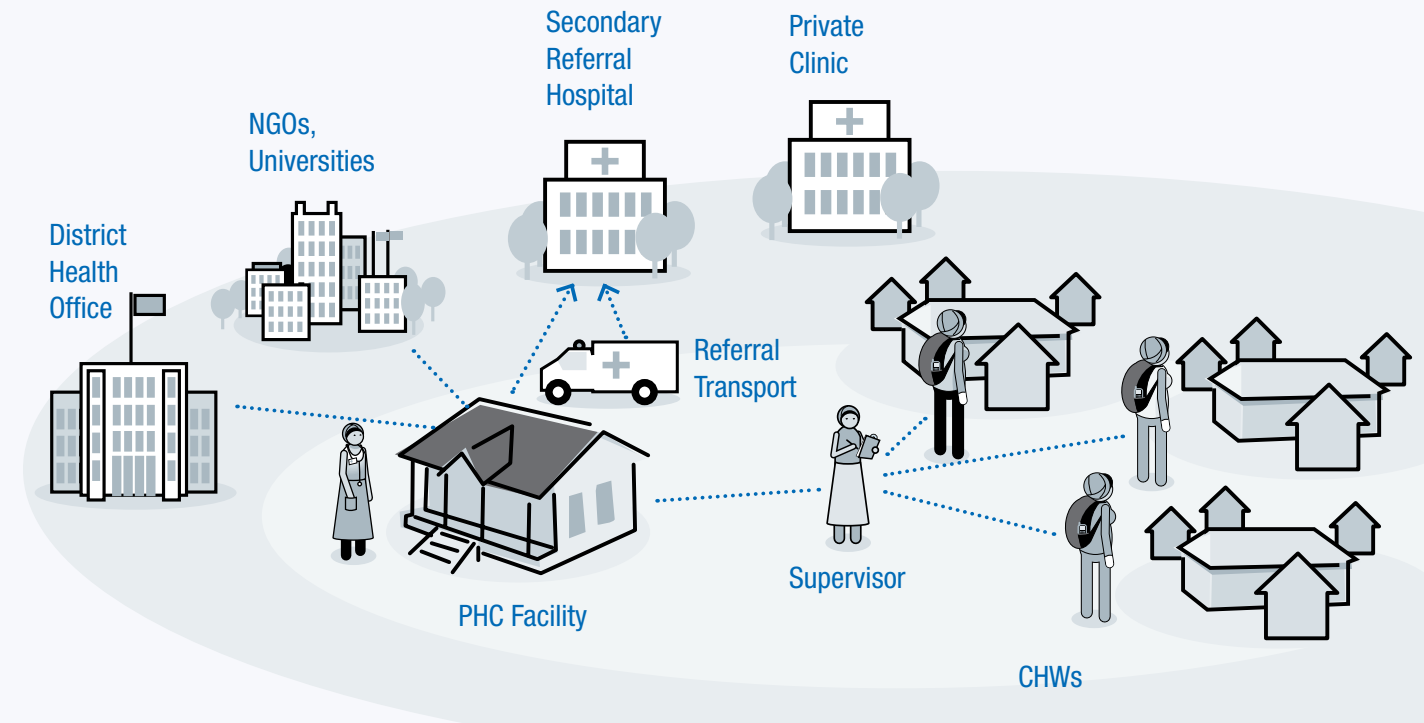 Secondary
Referral
Hospital
Private
Clinic
NGOs,
Universities
District
Health
Office
Referral
Transport
Supervisor
PHC Facility
CHWs